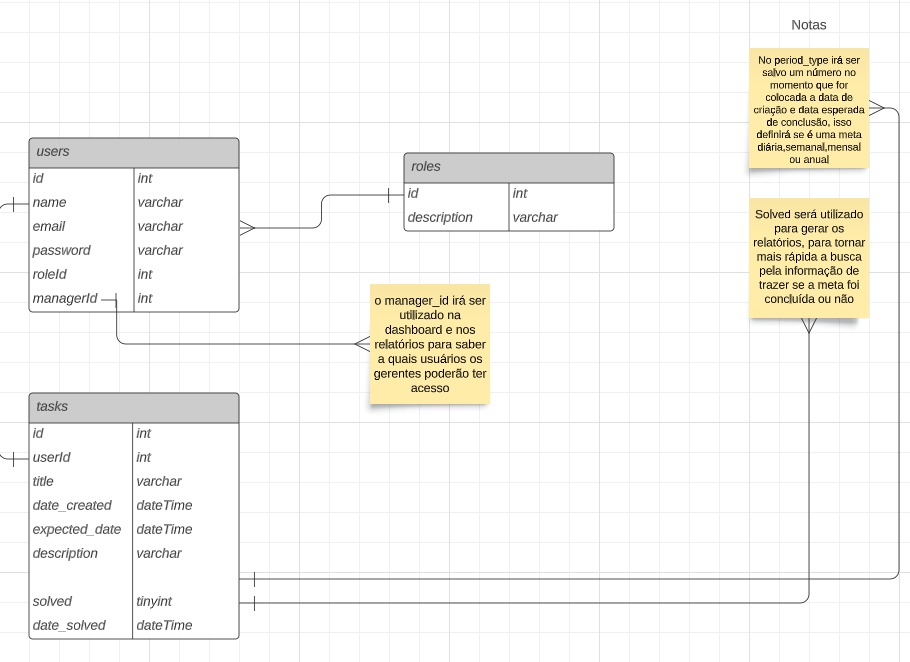 Notas
No period_type irá ser
salvo um número no
momento que for
colocada a data de
criação e data esperada
de conclusão, isso
definirá se é uma meta
diária,semanal,mensal
ou anual
users
id int
name varchar
email varchar
password varchar
roleId int
managerId int
roles
id int
description varchar
Solved será utilizado
para gerar os
relatórios, para tornar
mais rápida a busca
pela informação de
trazer se a meta foi
concluída ou não
o manager_id irá ser
utilizado na
dashboard e nos
relatórios para saber
a quais usuários os
gerentes poderão ter
acesso
tasks
id int
userId int
title varchar
date_created dateTime
expected_date dateTime
description varchar
solved tinyint
date_solved dateTime